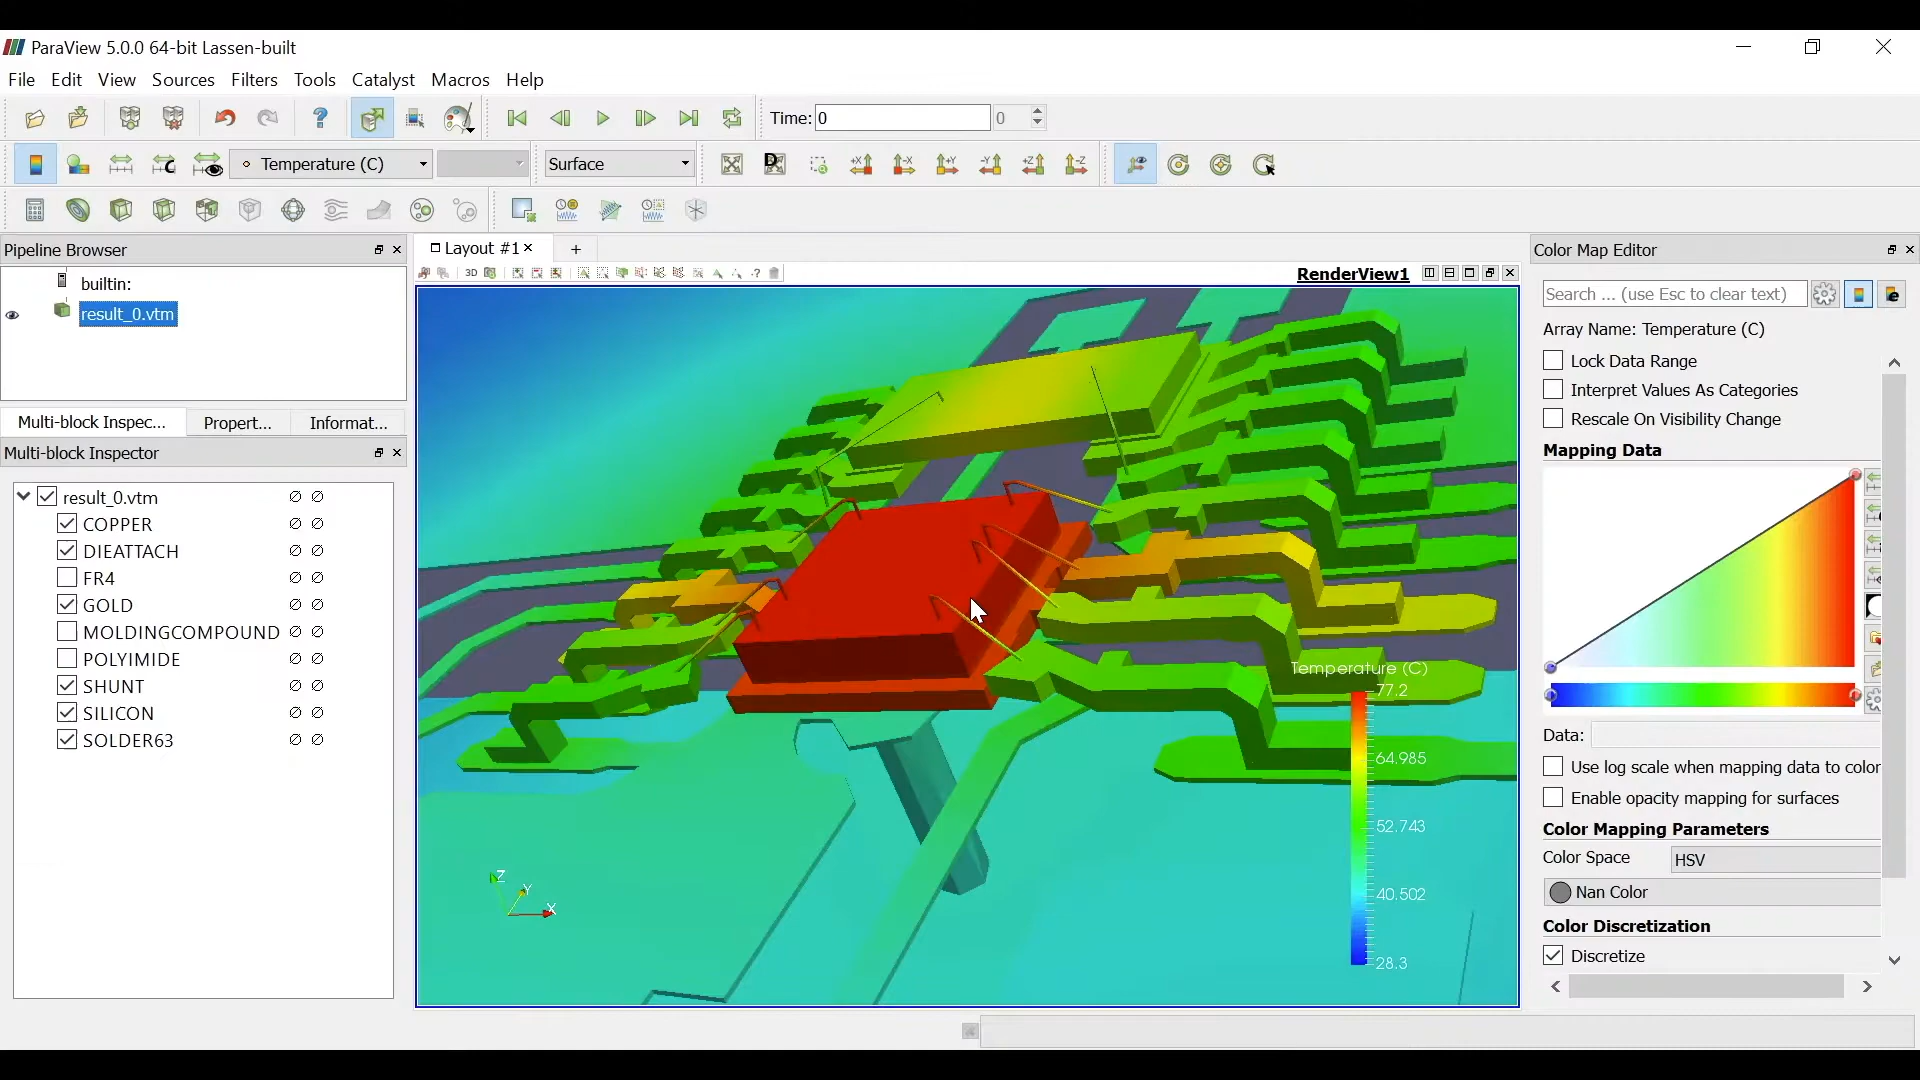 ParaView 5.0.0 64-bit Lassen-built
File Edit View Sources Filters Tools Catalyst Macros Help
Time: 0 0
Temperature (C) Surface
Pipeline Browser
builtin:
result_0.vtm
Multi-block Inspec... Propert... Informat...
Multi-block Inspector
result_0.vtm
COPPER
DIEATTACH
FR4
GOLD
MOLDINGCOMPOUND
POLYIMIDE
SHUNT
SILICON
SOLDER63
Layout #1
3D
RenderView1
Temperature (C)
77.2
64.985
52.743
40.502
28.3
Z
Y
X
Color Map Editor
Search ... (use Esc to clear text)
Array Name: Temperature (C)
Lock Data Range
Interpret Values As Categories
Rescale On Visibility Change
Mapping Data
Data:
Use log scale when mapping data to color
Enable opacity mapping for surfaces
Color Mapping Parameters
Color Space HSV
Nan Color
Color Discretization
Discretize